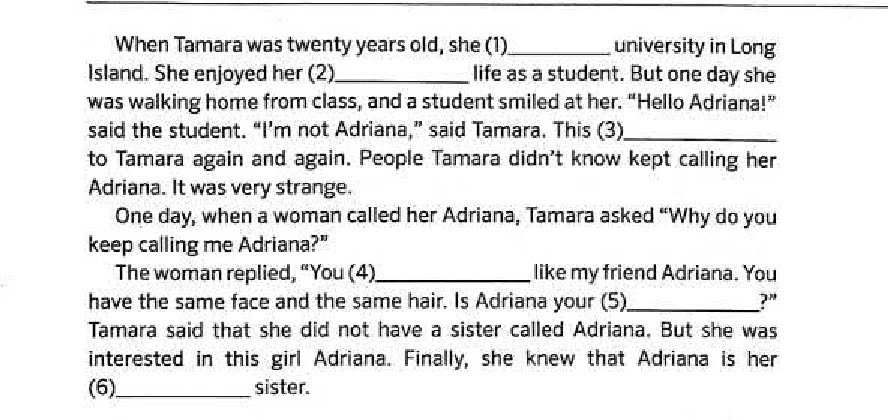 When Tamara was twenty years old, she (1)__________ university in Long
Island. She enjoyed her (2)_____________ life as a student. But one day she
was walking home from class, and a student smiled at her. “Hello Adriana!”
said the student. “I’m not Adriana,” said Tamara. This (3)_______________
to Tamara again and again. People Tamara didn’t know kept calling her
Adriana. It was very strange.
One day, when a woman called her Adriana, Tamara asked “Why do you
keep calling me Adriana?”
The woman replied, “You (4)_______________ like my friend Adriana. You
have the same face and the same hair. Is Adriana your (5)_____________?”
Tamara said that she did not have a sister called Adriana. But she was
interested in this girl Adriana. Finally, she knew that Adriana is her
(6)_____________ sister.